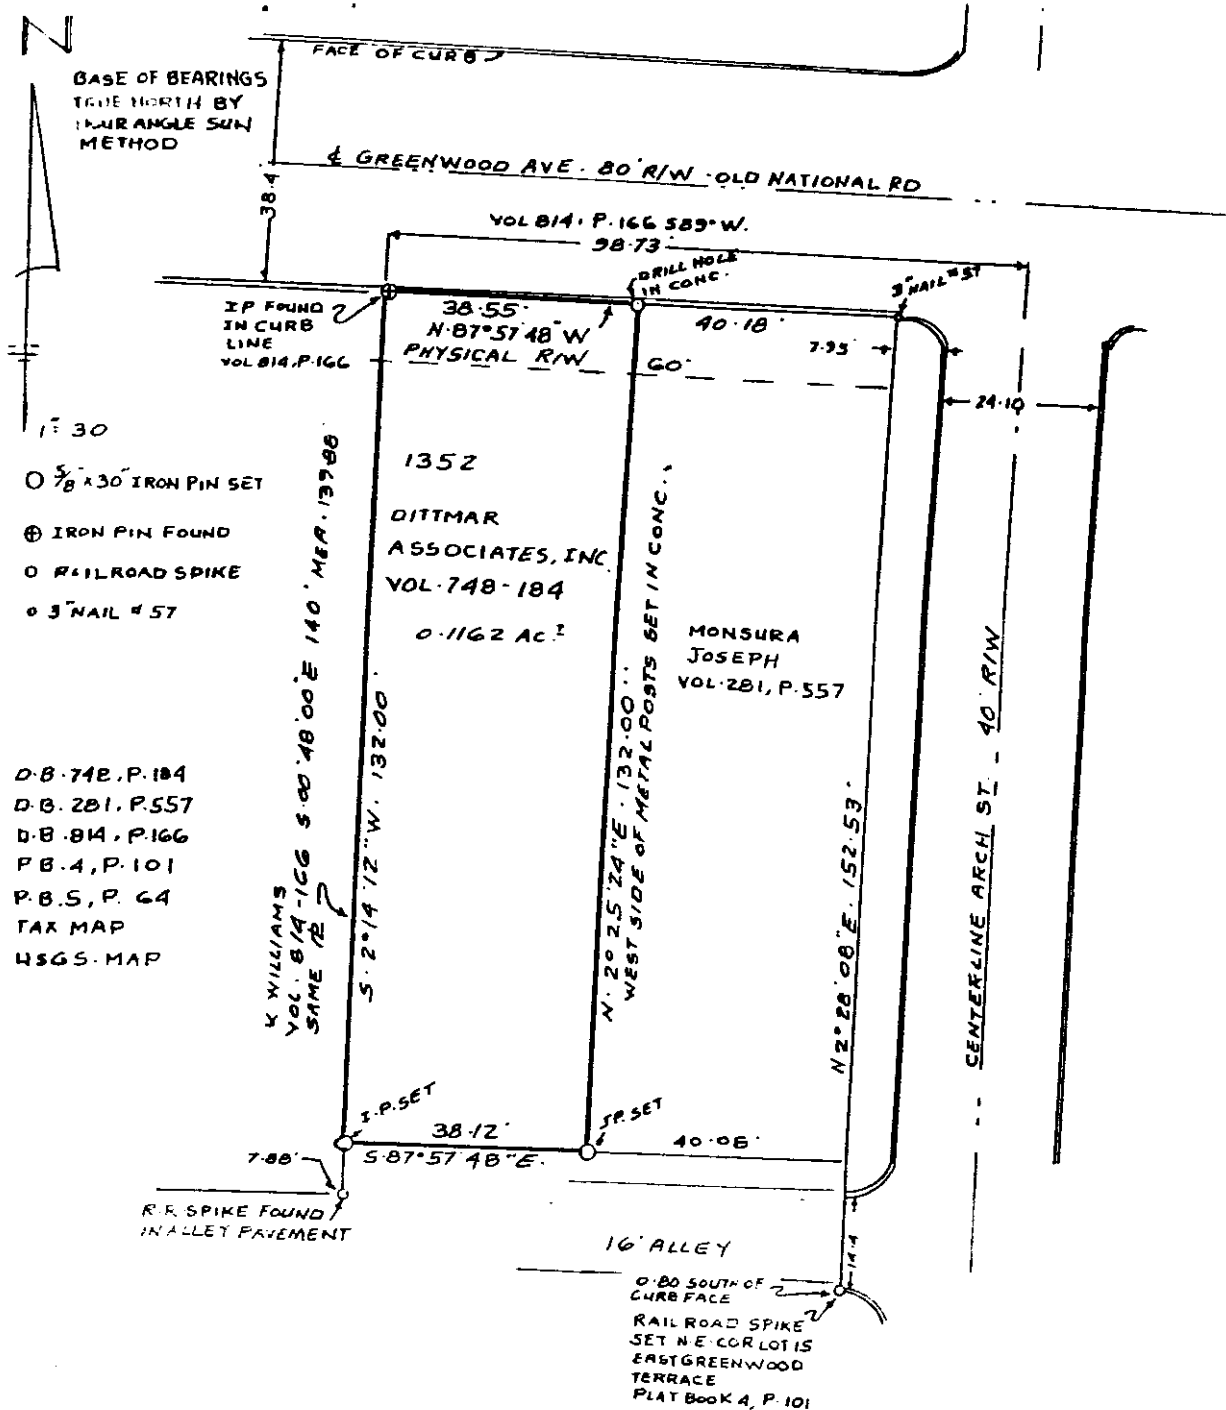 N
FACE OF CURB
BASE OF BEARINGS
TRUE NORTH BY
HOUR ANGLE SUN
METHOD
38.4
℄ GREENWOOD AVE. 80' R/W OLD NATIONAL RD
VOL 814, P.166 S89°W.
98.73
DRILL HOLE
IN CONC.
3" NAIL #57
I.P. FOUND
IN CURB
LINE
VOL 814, P.166
38.55'
N.87°57'48"W
40.18'
PHYSICAL R/W
60'
7.95'
24.10
1"=30
5/8" x 30" IRON PIN SET
IRON PIN FOUND
RAILROAD SPIKE
3" NAIL #57
1352
DITTMAR
ASSOCIATES, INC.
VOL.748-184
0.1162 AC.±
MONSURA
JOSEPH
VOL.281, P.557
K WILLIAMS
VOL. 814-166 S.00°48'00"E 140' MEA. 139.88
SAME ⅊
S.2°14'12"W. 132.00'
N.2°25'24"E. 132.00'
WEST SIDE OF METAL POSTS SET IN CONC.
N 2°28'08"E. 152.53'
CENTERLINE ARCH ST. 40' R/W
D.B.748, P.184
D.B. 281, P.557
D.B.814, P.166
P.B.4, P.101
P.B.5, P. 64
TAX MAP
USGS. MAP
I.P. SET
I.P. SET
38.12'
S.87°57'48"E.
40.08'
7.88'
R.R. SPIKE FOUND
IN ALLEY PAVEMENT
16' ALLEY
14.4
0.80 SOUTH OF
CURB FACE
RAILROAD SPIKE
SET N.E. COR LOT 15
EAST GREENWOOD
TERRACE
PLAT BOOK 4, P. 101